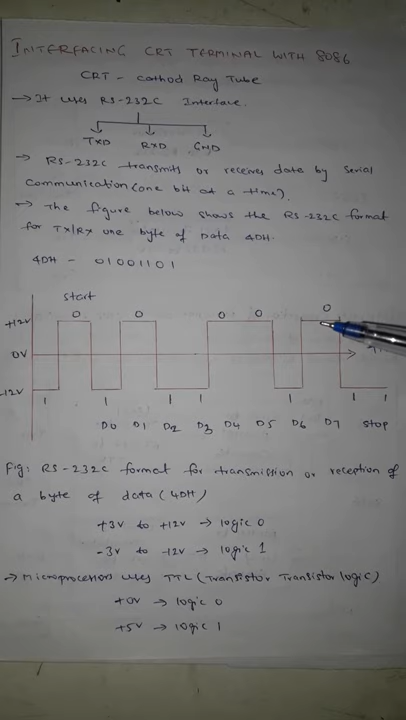 INTERFACING CRT TERMINAL WITH 8086
CRT - Cathod Ray Tube
→ It uses RS-232C Interface.
TXD RXD GND
→ RS-232C transmits or receives data by Serial
Communication (one bit at a time).
→ The figure below shows the RS-232C format
for Tx/Rx one byte of Data 4DH.
4DH - 01001101
start
0 0 0 0 0
+12V
0V
-12V
1 1 1 1 1 1 1
D0 D1 D2 D3 D4 D5 D6 D7 stop
Fig: RS-232C format for transmission or reception of
a byte of data (4DH)
+3V to +12V → logic 0
-3V to -12V → logic 1
→ Microprocessors uses TTL (Transistor Transistor logic)
+0V → logic 0
+5V → logic 1